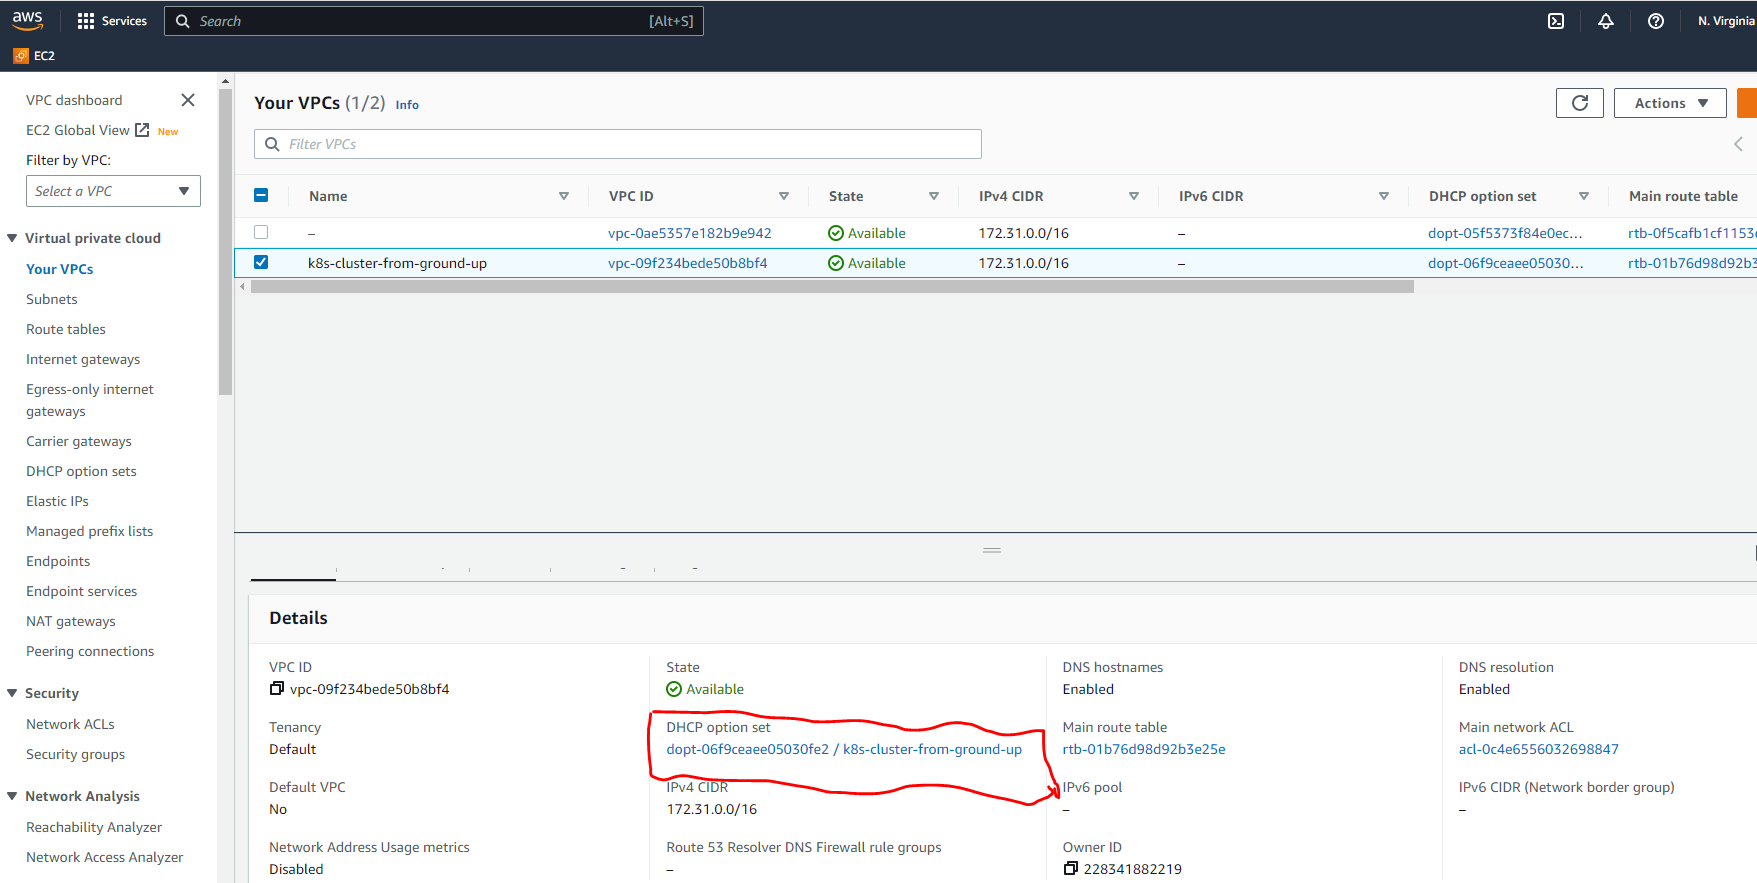 aws
Services
Search
[Alt+S]
N. Virginia
EC2
VPC dashboard
EC2 Global View New
Filter by VPC:
Select a VPC
Virtual private cloud
Your VPCs
Subnets
Route tables
Internet gateways
Egress-only internet
gateways
Carrier gateways
DHCP option sets
Elastic IPs
Managed prefix lists
Endpoints
Endpoint services
NAT gateways
Peering connections
Security
Network ACLs
Security groups
Network Analysis
Reachability Analyzer
Network Access Analyzer
Your VPCs (1/2) Info
Actions
Filter VPCs
Name VPC ID State IPv4 CIDR IPv6 CIDR DHCP option set Main route table
– vpc-0ae5357e182b9e942 Available 172.31.0.0/16 – dopt-05f5373f84e0ec... rtb-0f5cafb1cf1153
k8s-cluster-from-ground-up vpc-09f234bede50b8bf4 Available 172.31.0.0/16 – dopt-06f9ceaee05030... rtb-01b76d98d92b3
Details
VPC ID
vpc-09f234bede50b8bf4
State
Available
DNS hostnames
Enabled
DNS resolution
Enabled
Tenancy
Default
DHCP option set
dopt-06f9ceaee05030fe2 / k8s-cluster-from-ground-up
Main route table
rtb-01b76d98d92b3e25e
Main network ACL
acl-0c4e6556032698847
Default VPC
No
IPv4 CIDR
172.31.0.0/16
IPv6 pool
–
IPv6 CIDR (Network border group)
–
Network Address Usage metrics
Disabled
Route 53 Resolver DNS Firewall rule groups
–
Owner ID
228341882219